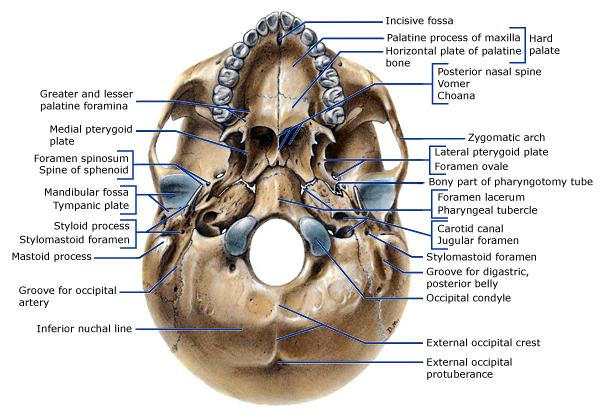 Incisive fossa
Palatine process of maxilla
Horizontal plate of palatine
bone
Hard
palate
Posterior nasal spine
Vomer
Choana
Greater and lesser
palatine foramina
Medial pterygoid
plate
Zygomatic arch
Lateral pterygoid plate
Foramen ovale
Foramen spinosum
Spine of sphenoid
Bony part of pharyngotomy tube
Mandibular fossa
Tympanic plate
Foramen lacerum
Pharyngeal tubercle
Styloid process
Stylomastoid foramen
Carotid canal
Jugular foramen
Mastoid process
Stylomastoid foramen
Groove for digastric,
posterior belly
Groove for occipital
artery
Occipital condyle
Inferior nuchal line
External occipital crest
External occipital
protuberance